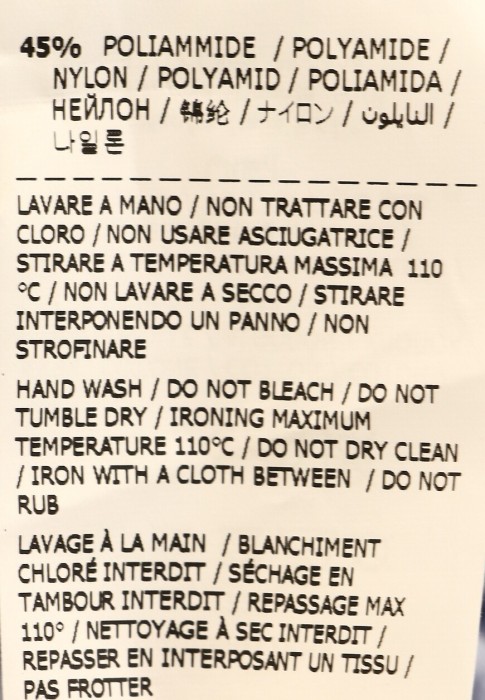 45% POLIAMMIDE / POLYAMIDE /
NYLON / POLYAMID / POLIAMIDA /
НЕЙЛОН / 锦纶 / ナイロン / النايلون /
나일론
LAVARE A MANO / NON TRATTARE CON
CLORO / NON USARE ASCIUGATRICE /
STIRARE A TEMPERATURA MASSIMA 110
°C / NON LAVARE A SECCO / STIRARE
INTERPONENDO UN PANNO / NON
STROFINARE
HAND WASH / DO NOT BLEACH / DO NOT
TUMBLE DRY / IRONING MAXIMUM
TEMPERATURE 110°C / DO NOT DRY CLEAN
/ IRON WITH A CLOTH BETWEEN / DO NOT
RUB
LAVAGE À LA MAIN / BLANCHIMENT
CHLORÉ INTERDIT / SÉCHAGE EN
TAMBOUR INTERDIT / REPASSAGE MAX
110° / NETTOYAGE À SEC INTERDIT /
REPASSER EN INTERPOSANT UN TISSU /
PAS FROTTER